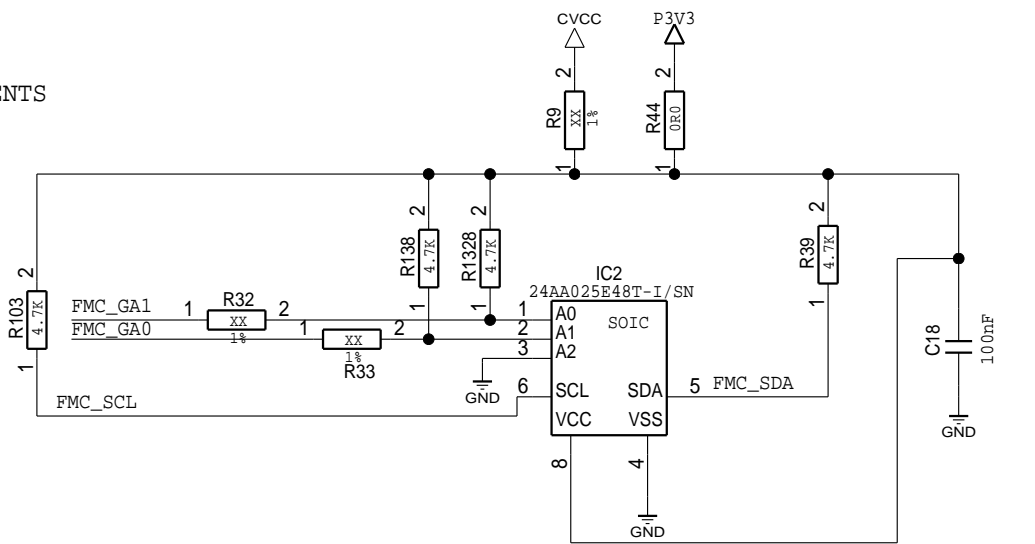 CVCC
P3V3
ENTS
2
R9
XX
1%
1
2
R44
0R0
1
2
R138
4.7K
1
2
R1328
4.7K
1
2
R39
4.7K
1
2
R103
4.7K
1
IC2
24AA025E48T-I/SN
SOIC
FMC_GA1
1
R32
2
XX
1%
FMC_GA0
1
2
XX
1%
R33
1
A0
2
A1
3
A2
GND
6
SCL
SDA
5
FMC_SDA
VCC
VSS
8
4
GND
FMC_SCL
C18
100nF
GND